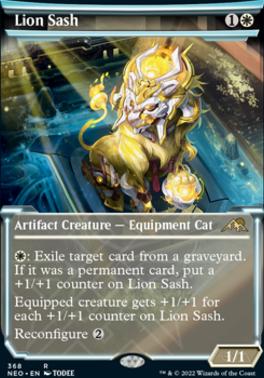 Lion Sash 1
Artifact Creature — Equipment Cat
: Exile target card from a graveyard.
If it was a permanent card, put a
+1/+1 counter on Lion Sash.
Equipped creature gets +1/+1 for
each +1/+1 counter on Lion Sash.
Reconfigure 2
1/1
368 R
NEO • EN TODEE
™ & © 2022 Wizards of the Coast